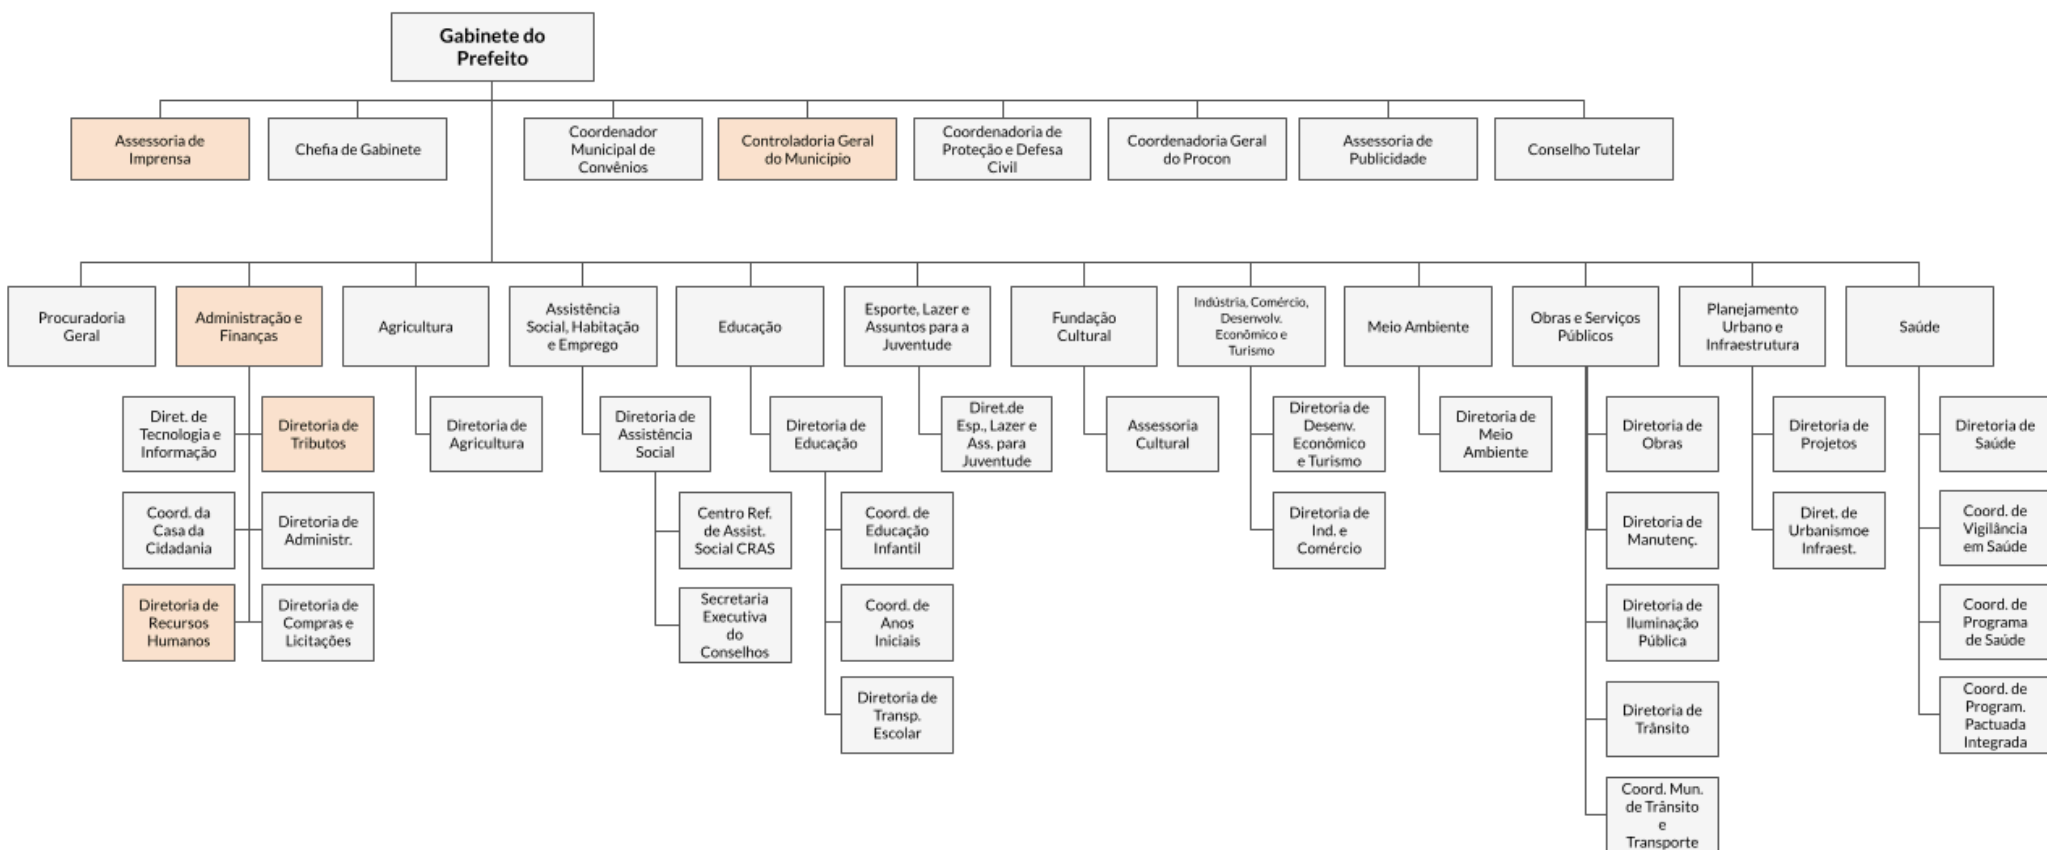 Gabinete do
Prefeito
Assessoria de
Imprensa
Chefia de Gabinete
Coordenador
Municipal de
Convênios
Controladoria Geral
do Município
Coordenadoria de
Proteção e Defesa
Civil
Coordenadoria Geral
do Procon
Assessoria de
Publicidade
Conselho Tutelar
Procuradoria
Geral
Administração e
Finanças
Agricultura
Assistência
Social, Habitação
e Emprego
Educação
Esporte, Lazer e
Assuntos para a
Juventude
Fundação
Cultural
Indústria, Comércio,
Desenvolv.
Econômico e
Turismo
Meio Ambiente
Obras e Serviços
Públicos
Planejamento
Urbano e
Infraestrutura
Saúde
Diret. de
Tecnologia e
Informação
Diretoria de
Tributos
Diretoria de
Agricultura
Diretoria de
Assistência
Social
Diretoria de
Educação
Diret.de
Esp., Lazer e
Ass. para
Juventude
Assessoria
Cultural
Diretoria de
Desenv.
Econômico
e Turismo
Diretoria de
Meio
Ambiente
Diretoria de
Obras
Diretoria de
Projetos
Diretoria de
Saúde
Coord. da
Casa da
Cidadania
Diretoria de
Administr.
Centro Ref.
de Assist.
Social CRAS
Coord. de
Educação
Infantil
Diretoria de
Ind. e
Comércio
Diretoria de
Manutenç.
Diret. de
Urbanismoe
Infraest.
Coord. de
Vigilância
em Saúde
Diretoria de
Recursos
Humanos
Diretoria de
Compras e
Licitações
Secretaria
Executiva
do
Conselhos
Coord. de
Anos
Iniciais
Diretoria de
Iluminação
Pública
Coord. de
Programa
de Saúde
Diretoria de
Transp.
Escolar
Diretoria de
Trânsito
Coord. de
Program.
Pactuada
Integrada
Coord. Mun.
de Trânsito
e
Transporte